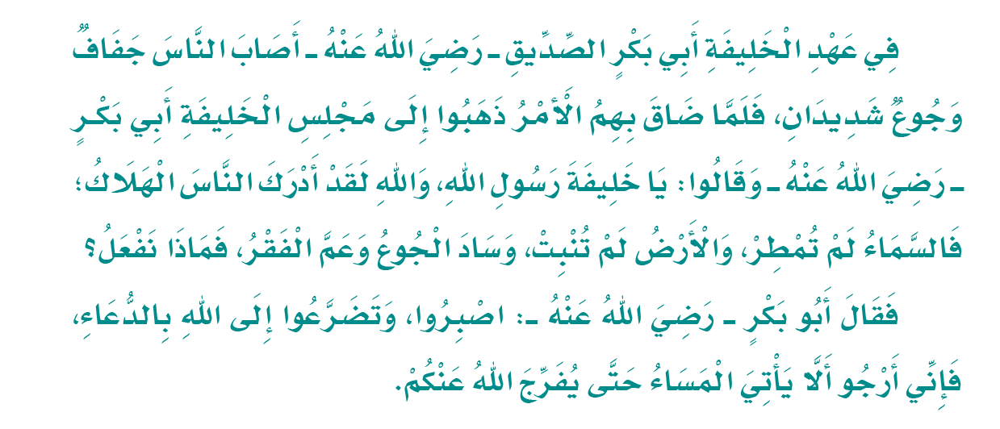 فِي عَهْدِ الْخَلِيفَةِ أَبِي بَكْرٍ الصِّدِّيقِ ـ رَضِيَ اللهُ عَنْهُ ـ أَصَابَ النَّاسَ جَفَافٌ
وَجُوعٌ شَدِيدَانِ، فَلَمَّا ضَاقَ بِهِمُ الْأَمْرُ ذَهَبُوا إِلَى مَجْلِسِ الْخَلِيفَةِ أَبِي بَكْرٍ
ـ رَضِيَ اللهُ عَنْهُ ـ وَقَالُوا: يَا خَلِيفَةَ رَسُولِ اللهِ، وَاللهِ لَقَدْ أَدْرَكَ النَّاسَ الْهَلَاكُ؛
فَالسَّمَاءُ لَمْ تُمْطِرْ، وَالْأَرْضُ لَمْ تُنْبِتْ، وَسَادَ الْجُوعُ وَعَمَّ الْفَقْرُ، فَمَاذَا نَفْعَلُ؟
فَقَالَ أَبُو بَكْرٍ ـ رَضِيَ اللهُ عَنْهُ ـ: اصْبِرُوا، وَتَضَرَّعُوا إِلَى اللهِ بِالدُّعَاءِ،
فَإِنِّي أَرْجُو أَلَّا يَأْتِيَ الْمَسَاءُ حَتَّى يُفَرِّجَ اللهُ عَنْكُمْ.